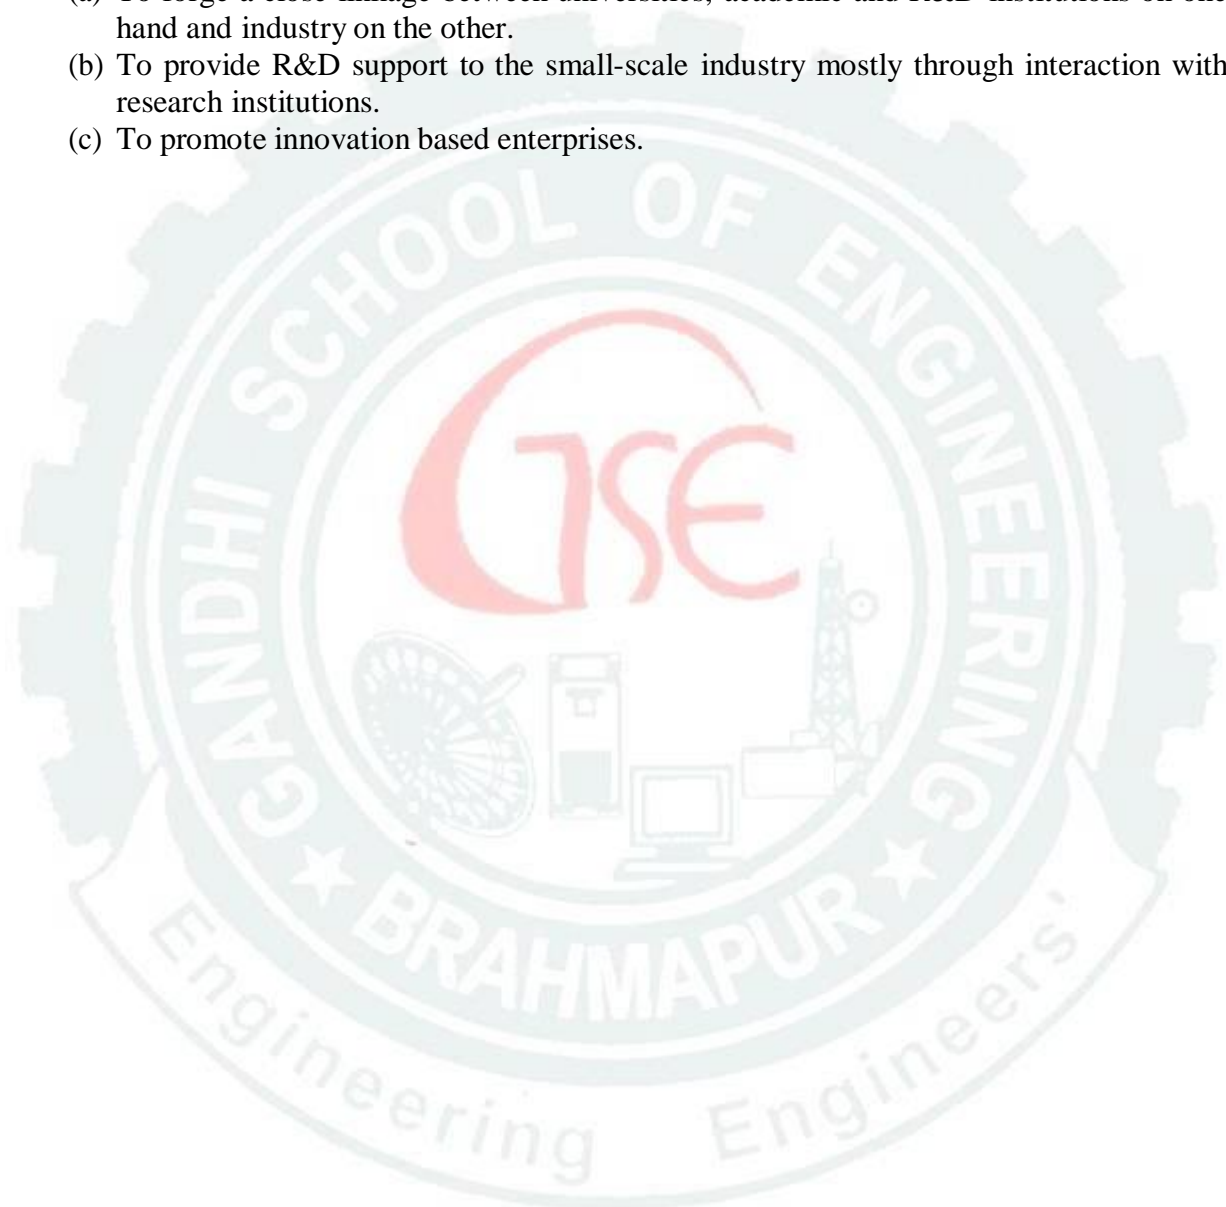 (a) To forge a close linkage between universities, academic and R&D institutions on one
hand and industry on the other.
(b) To provide R&D support to the small-scale industry mostly through interaction with
research institutions.
(c) To promote innovation based enterprises.
GANDHI SCHOOL OF ENGINEERING
GSE
★ BRAHMAPUR ★
Engineering Engineers'